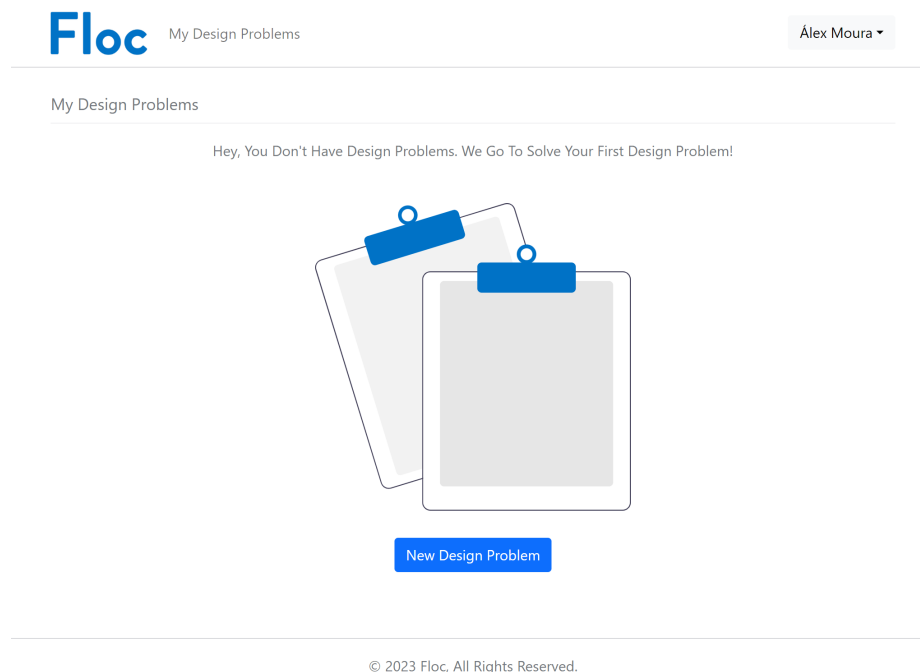 Floc My Design Problems Álex Moura
My Design Problems
Hey, You Don't Have Design Problems. We Go To Solve Your First Design Problem!
New Design Problem
© 2023 Floc, All Rights Reserved.